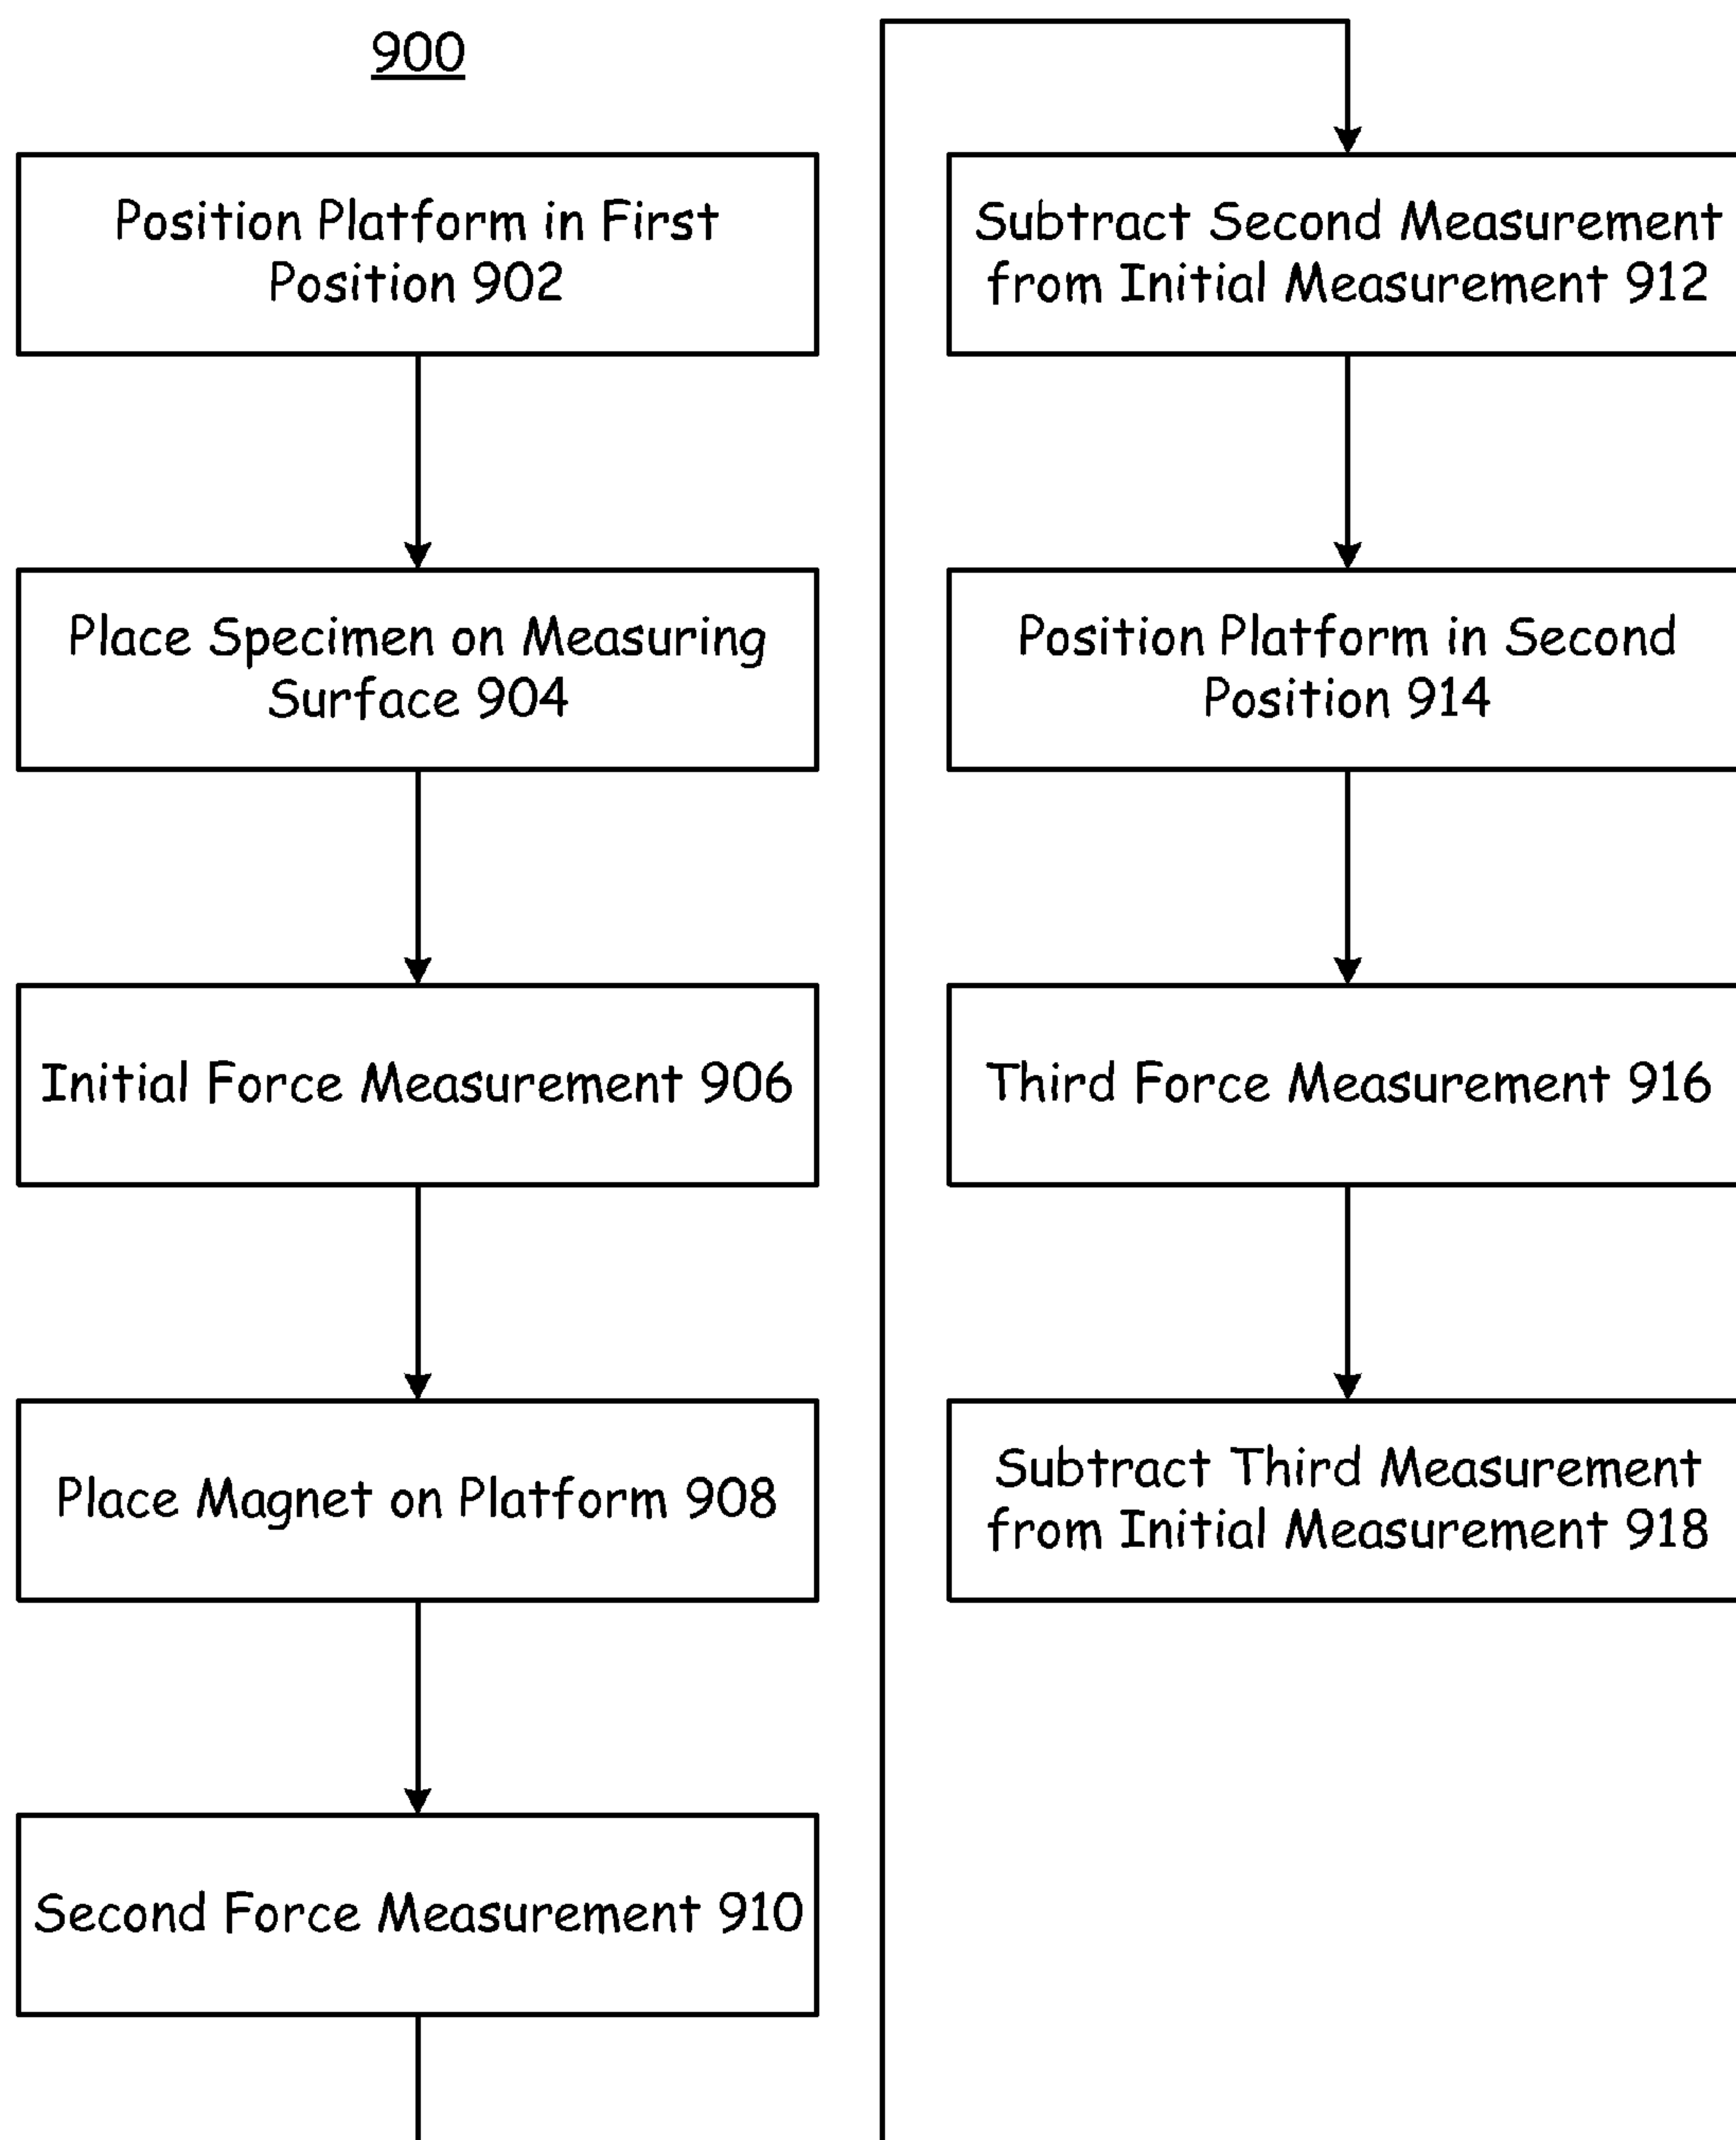 900
Position Platform in First
Position 902
Place Specimen on Measuring
Surface 904
Initial Force Measurement 906
Place Magnet on Platform 908
Second Force Measurement 910
Subtract Second Measurement
from Initial Measurement 912
Position Platform in Second
Position 914
Third Force Measurement 916
Subtract Third Measurement
from Initial Measurement 918